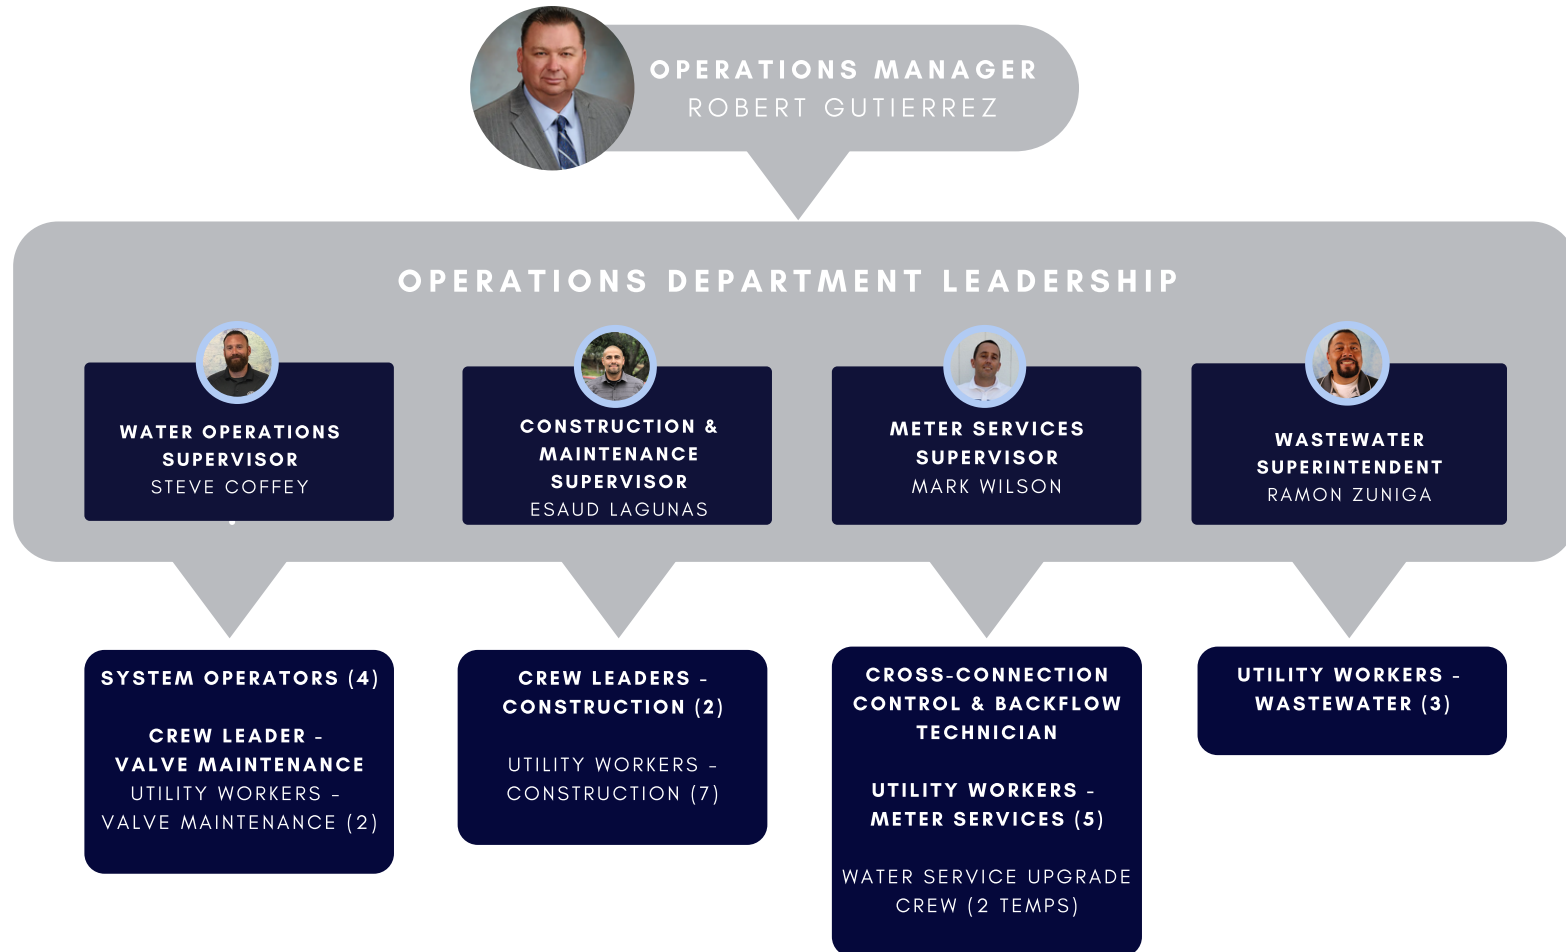 OPERATIONS MANAGER
ROBERT GUTIERREZ
OPERATIONS DEPARTMENT LEADERSHIP
WATER OPERATIONS
SUPERVISOR
STEVE COFFEY
CONSTRUCTION &
MAINTENANCE
SUPERVISOR
ESAUD LAGUNAS
METER SERVICES
SUPERVISOR
MARK WILSON
WASTEWATER
SUPERINTENDENT
RAMON ZUNIGA
SYSTEM OPERATORS (4)
CREW LEADER -
VALVE MAINTENANCE
UTILITY WORKERS -
VALVE MAINTENANCE (2)
CREW LEADERS -
CONSTRUCTION (2)
UTILITY WORKERS -
CONSTRUCTION (7)
CROSS-CONNECTION
CONTROL & BACKFLOW
TECHNICIAN
UTILITY WORKERS -
METER SERVICES (5)
WATER SERVICE UPGRADE
CREW (2 TEMPS)
UTILITY WORKERS -
WASTEWATER (3)